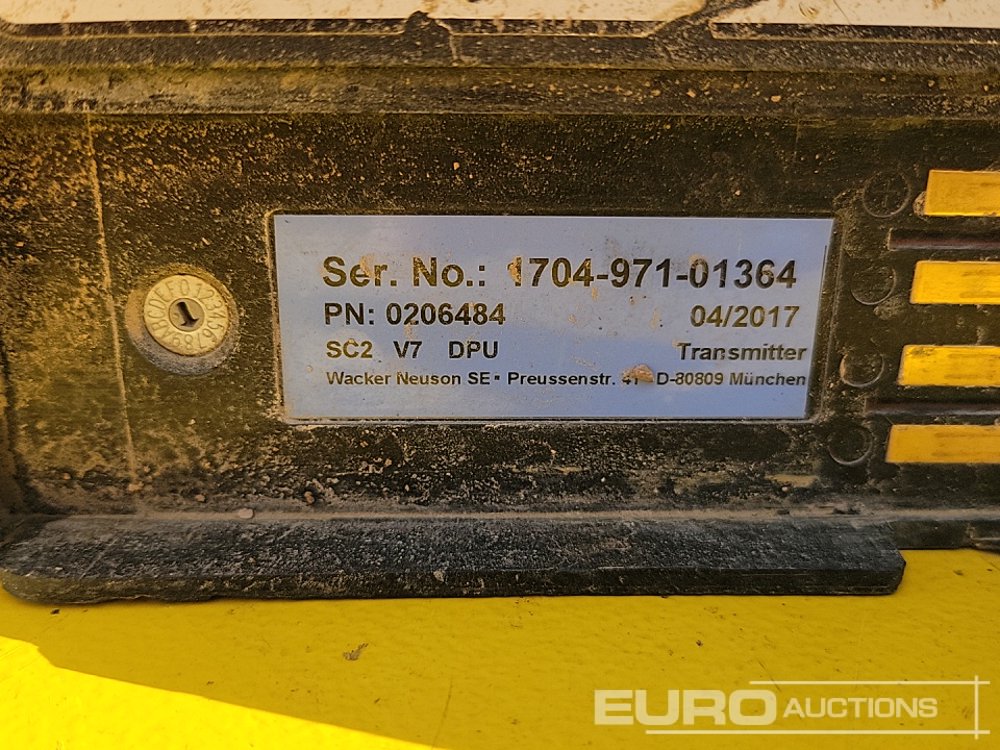 Ser. No.: 1704-971-01364
PN: 0206484 04/2017
SC2 V7 DPU Transmitter
Wacker Neuson SE▪ Preussenstr. D-80809 München
EURO AUCTIONS